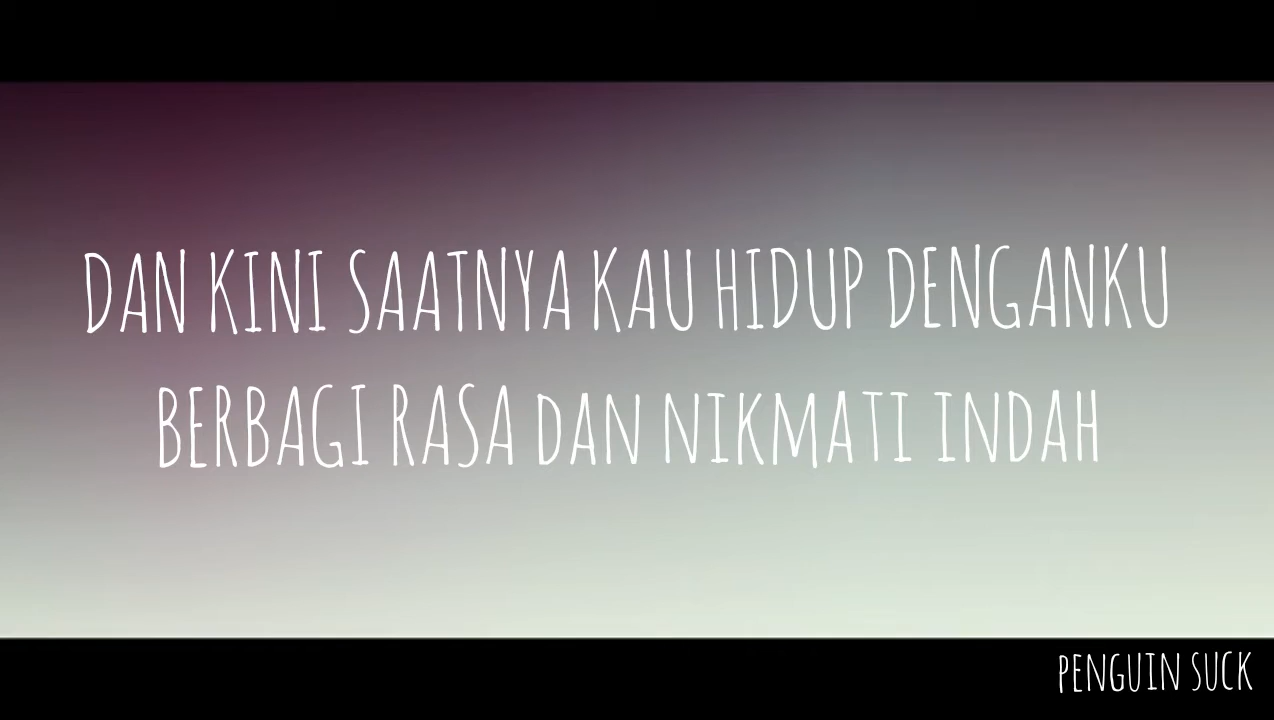 DAN KINI SAATNYA KAU HIDUP DENGANKU
BERBAGI RASA DAN NIKMATI INDAH
PENGUIN SUCK